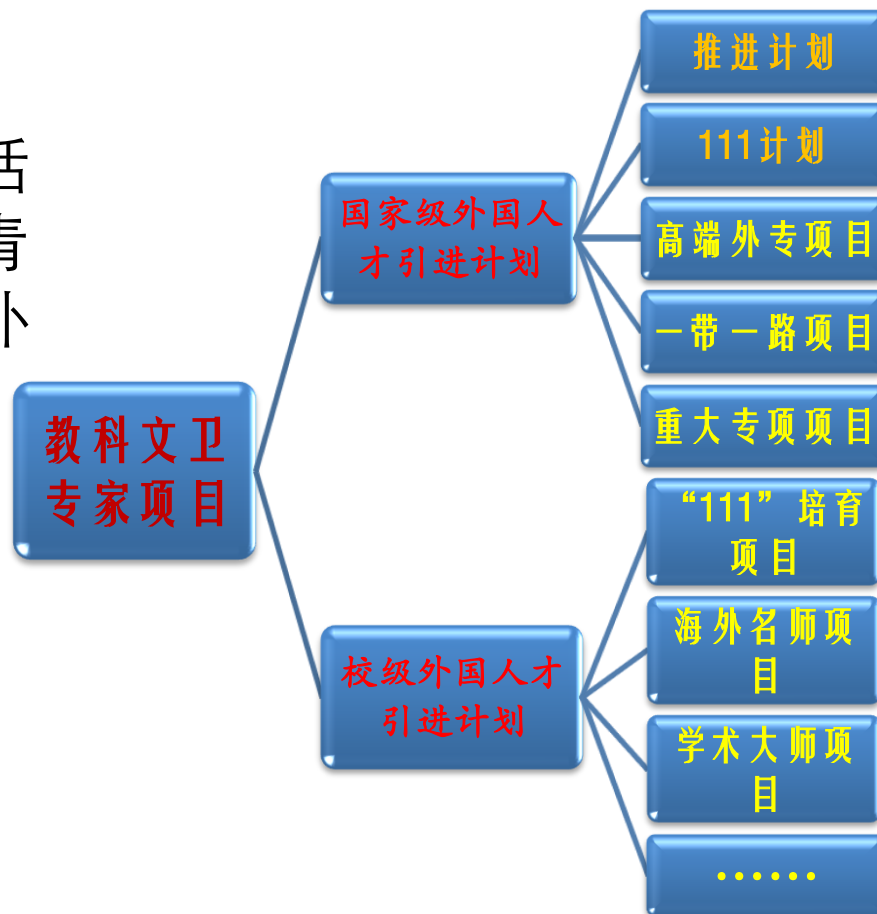 括
青
卟
教科文卫
专家项目
国家级外国人
才引进计划
推进计划
111计划
高端外专项目
一带一路项目
重大专项项目
校级外国人才
引进计划
“111”培育
项目
海外名师项
目
学术大师项
目
······